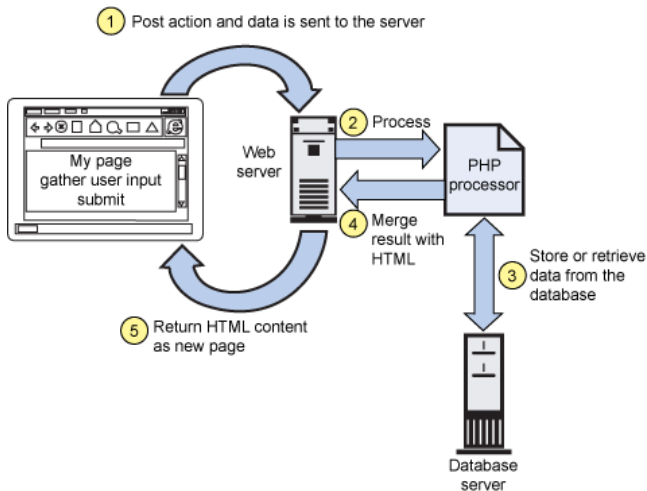 1 Post action and data is sent to the server
My page
gather user input
submit
Web
server
2 Process
PHP
processor
4 Merge
result with
HTML
3 Store or retrieve
data from the
database
5 Return HTML content
as new page
Database
server